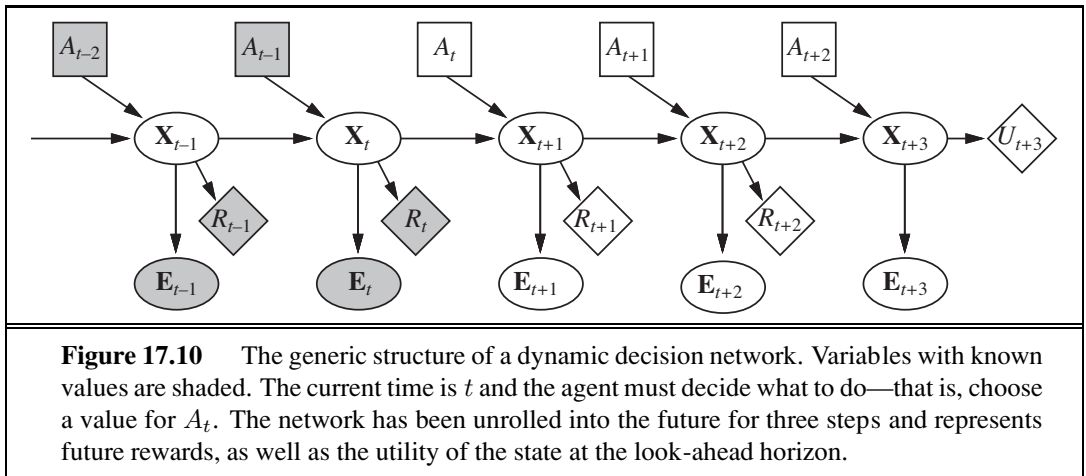 A_{t–2} A_{t–1} A_t A_{t+1} A_{t+2}
X_{t–1} X_t X_{t+1} X_{t+2} X_{t+3} U_{t+3}
R_{t–1} R_t R_{t+1} R_{t+2}
E_{t–1} E_t E_{t+1} E_{t+2} E_{t+3}
Figure 17.10 The generic structure of a dynamic decision network. Variables with known
values are shaded. The current time is t and the agent must decide what to do—that is, choose
a value for A_t. The network has been unrolled into the future for three steps and represents
future rewards, as well as the utility of the state at the look-ahead horizon.